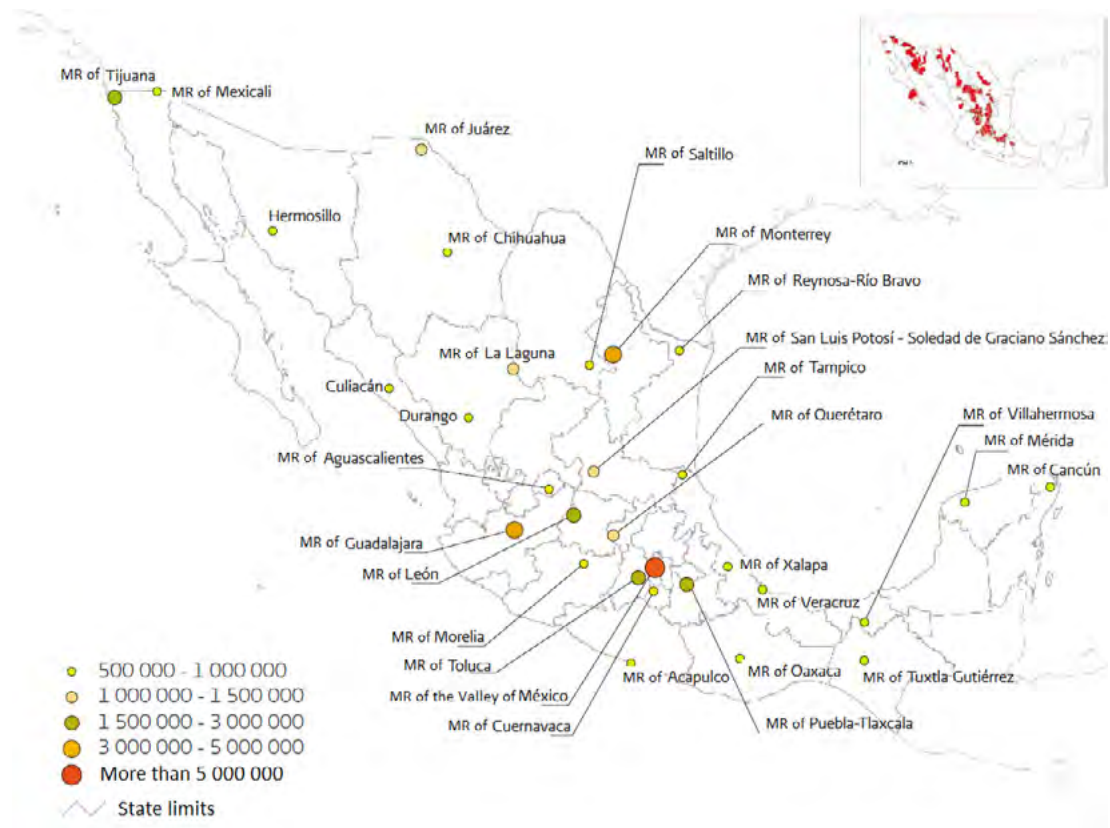 MR of Tijuana
MR of Mexicali
MR of Juárez
MR of Saltillo
Hermosillo
MR of Chihuahua
MR of Monterrey
MR of Reynosa-Río Bravo
MR of San Luis Potosí - Soledad de Graciano Sánchez
MR of La Laguna
MR of Tampico
Culiacán
Durango
MR of Querétaro
MR of Villahermosa
MR of Mérida
MR of Aguascalientes
MR of Cancún
MR of Guadalajara
MR of León
MR of Xalapa
MR of Veracruz
MR of Morelia
MR of Toluca
MR of Acapulco
MR of Oaxaca
MR of Tuxtla Gutiérrez
MR of the Valley of México
MR of Cuernavaca
MR of Puebla-Tlaxcala
500 000 - 1 000 000
1 000 000 - 1 500 000
1 500 000 - 3 000 000
3 000 000 - 5 000 000
More than 5 000 000
State limits